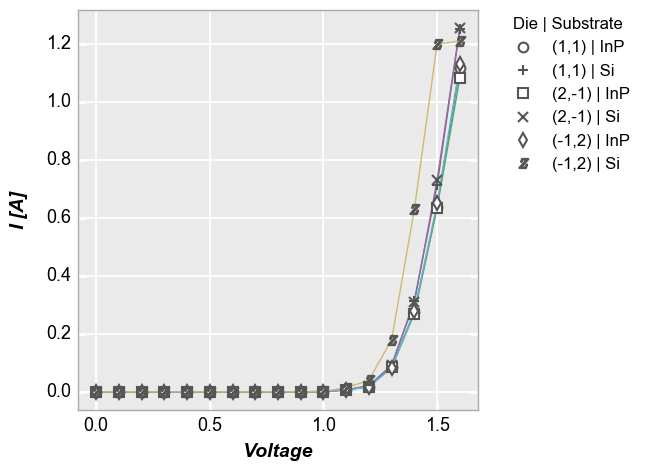 Die | Substrate
(1,1) | InP
(1,1) | Si
(2,-1) | InP
(2,-1) | Si
(-1,2) | InP
(-1,2) | Si
1.2
1.0
0.8
0.6
0.4
0.2
0.0
I [A]
0.0 0.5 1.0 1.5
Voltage